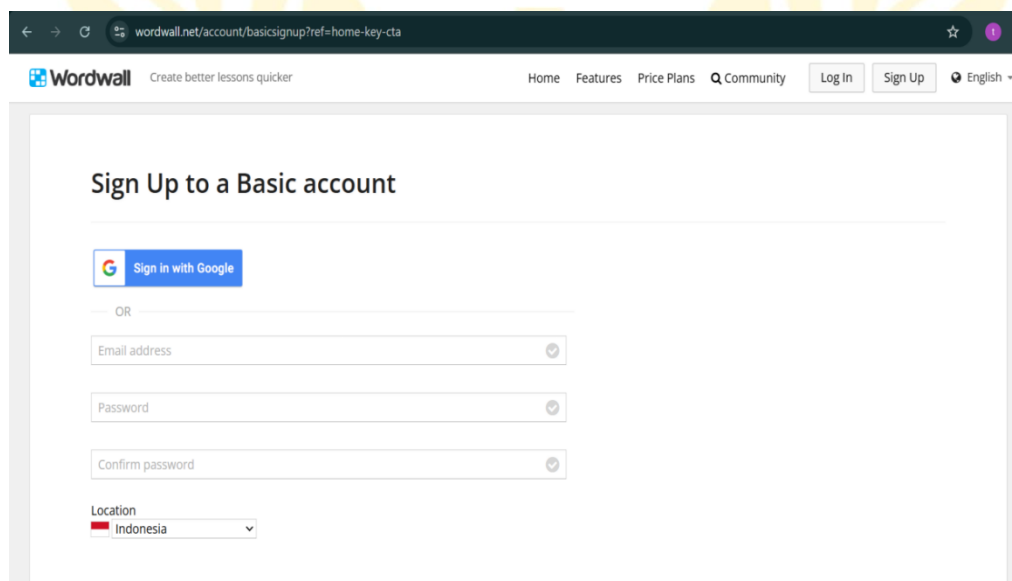 wordwall.net/account/basicsignup?ref=home-key-cta
t
Wordwall Create better lessons quicker Home Features Price Plans Community Log In Sign Up English
Sign Up to a Basic account
G Sign in with Google
OR
Email address
Password
Confirm password
Location
Indonesia